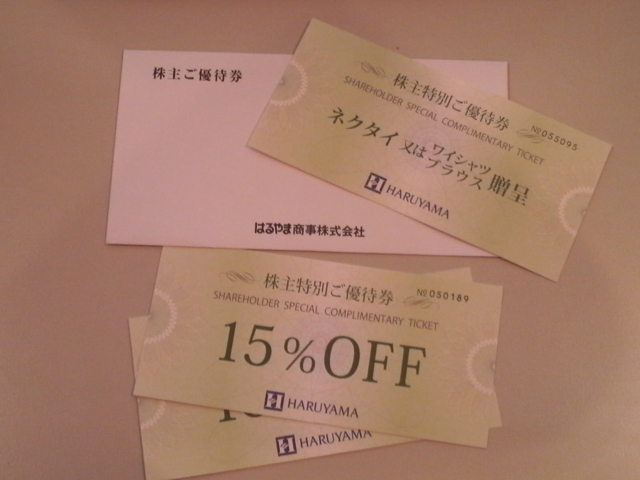 株主ご優待券
はるやま商事株式会社
株主特別ご優待券
SHAREHOLDER SPECIAL COMPLIMENTARY TICKET
№055095
ネクタイ又はワイシャツ
ブラウス贈呈
HARUYAMA
株主特別ご優待券
№050189
SHAREHOLDER SPECIAL COMPLIMENTARY TICKET
15%OFF
HARUYAMA
HARUYAMA